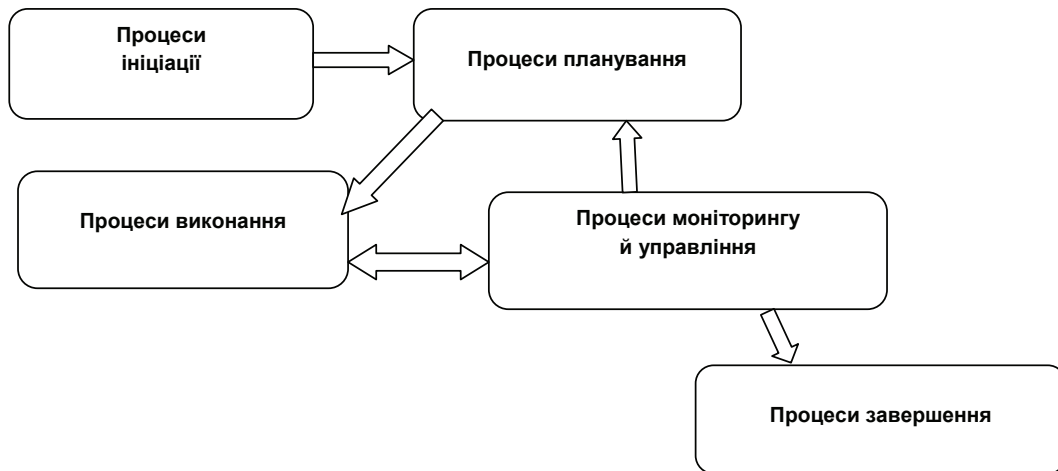 Процеси
ініціації
Процеси планування
Процеси виконання
Процеси моніторингу
й управління
Процеси завершення